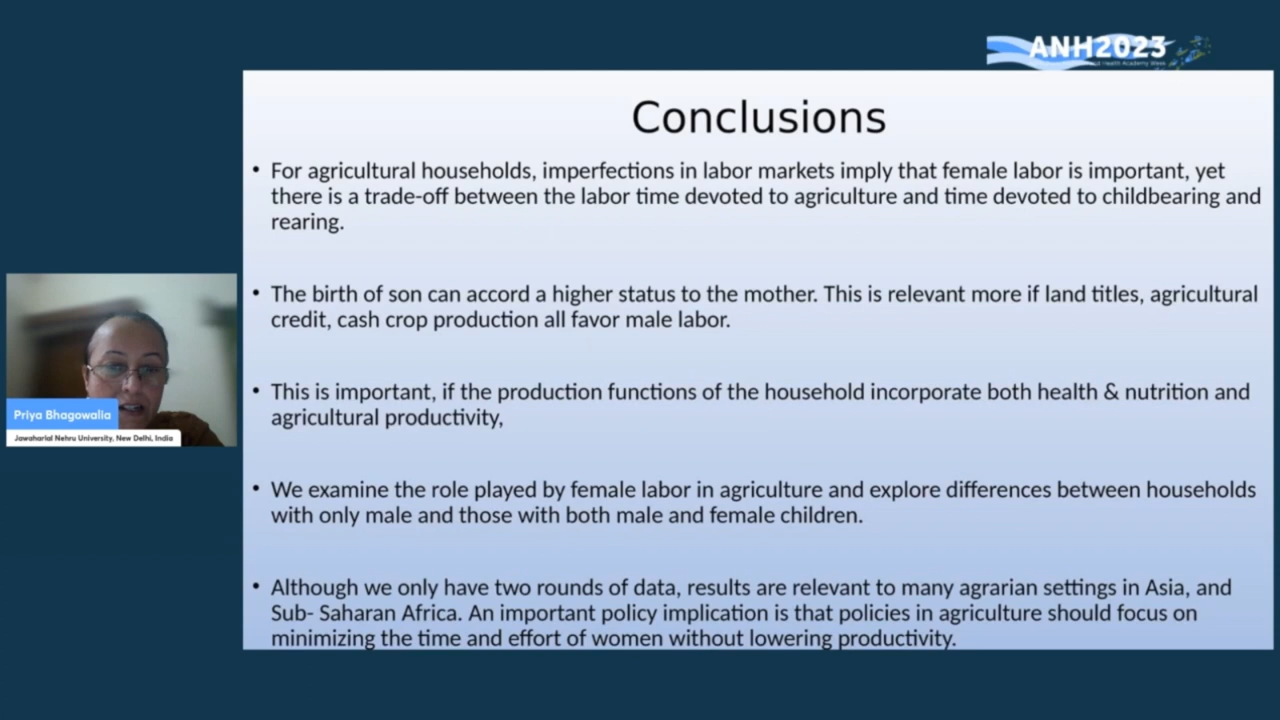 ANH2023
and Health Academy Week
Conclusions
• For agricultural households, imperfections in labor markets imply that female labor is important, yet
there is a trade-off between the labor time devoted to agriculture and time devoted to childbearing and
rearing.
• The birth of son can accord a higher status to the mother. This is relevant more if land titles, agricultural
credit, cash crop production all favor male labor.
• This is important, if the production functions of the household incorporate both health & nutrition and
agricultural productivity,
• We examine the role played by female labor in agriculture and explore differences between households
with only male and those with both male and female children.
• Although we only have two rounds of data, results are relevant to many agrarian settings in Asia, and
Sub- Saharan Africa. An important policy implication is that policies in agriculture should focus on
minimizing the time and effort of women without lowering productivity.
Priya Bhagowalia
Jawaharlal Nehru University, New Delhi, India